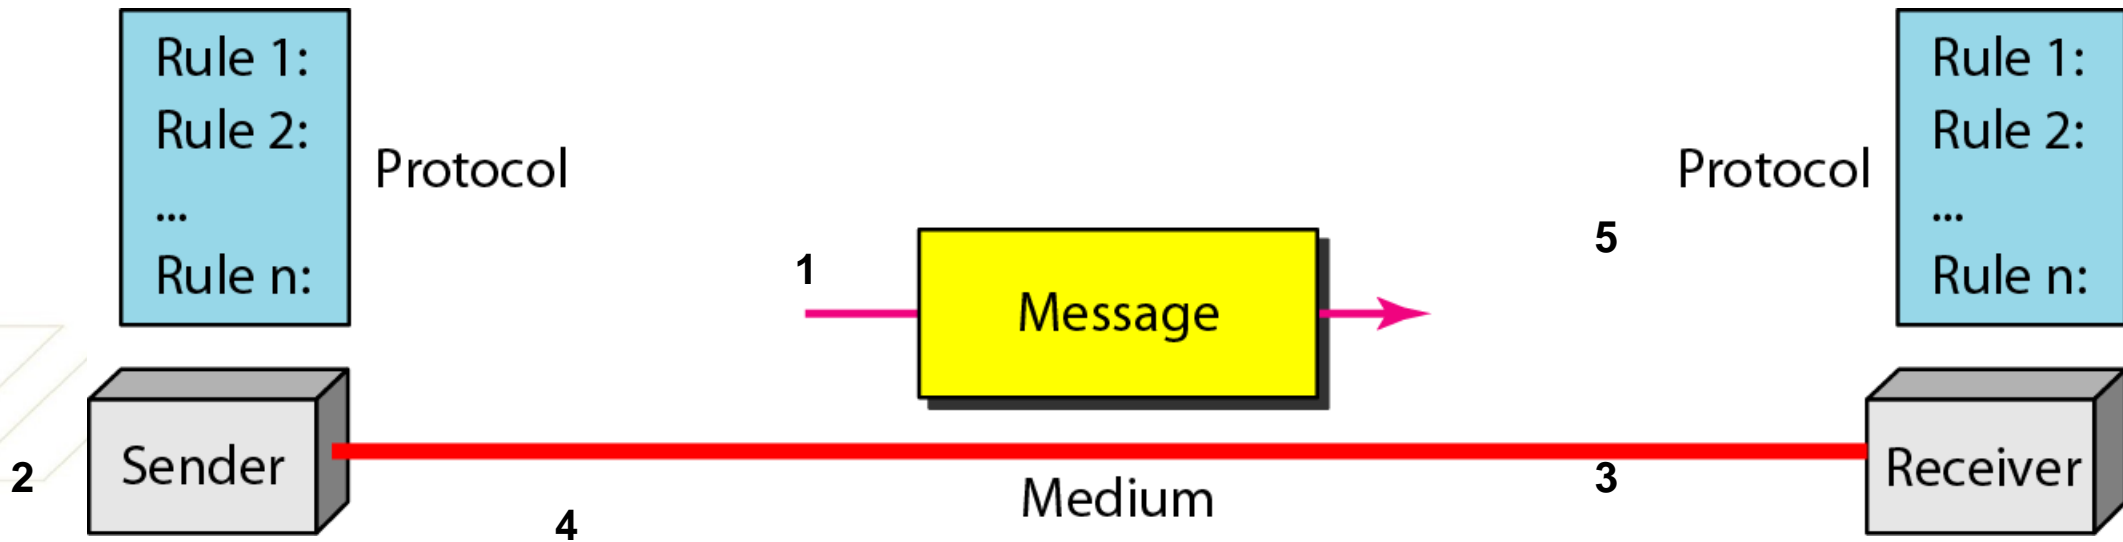 Rule 1:
Rule 2:
...
Rule n:
Protocol
1
Message
5
Protocol
Rule 1:
Rule 2:
...
Rule n:
2
Sender
4
Medium
3
Receiver